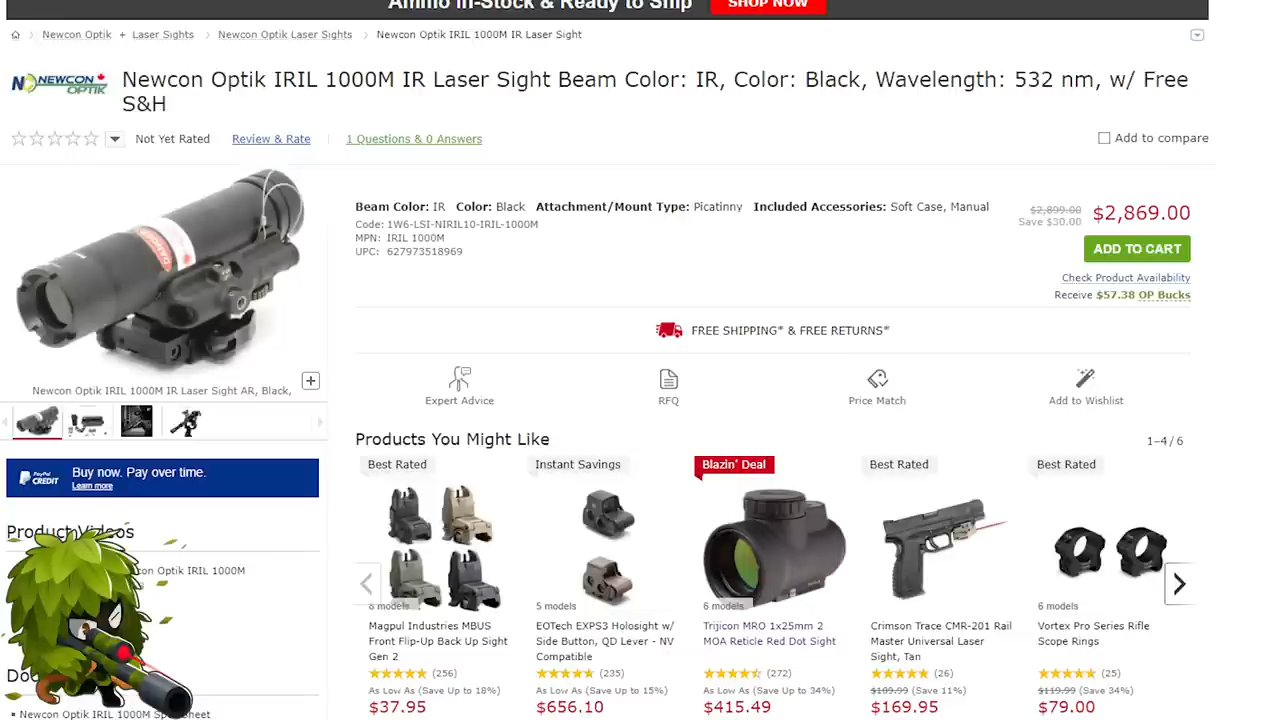 Ammo In-Stock & Ready to Ship SHOP NOW
Newcon Optik + Laser Sights Newcon Optik Laser Sights Newcon Optik IRIL 1000M IR Laser Sight
NEWCON
OPTIK
Newcon Optik IRIL 1000M IR Laser Sight Beam Color: IR, Color: Black, Wavelength: 532 nm, w/ Free
S&H
Not Yet Rated Review & Rate 1 Questions & 0 Answers Add to compare
Beam Color: IR Color: Black Attachment/Mount Type: Picatinny Included Accessories: Soft Case, Manual
Code: 1W6-LSI-NIRIL10-IRIL-1000M
MPN: IRIL 1000M
UPC: 627973518969
$2,899.00
Save $30.00
$2,869.00
ADD TO CART
Check Product Availability
Receive $57.38 OP Bucks
DANGER
FREE SHIPPING* & FREE RETURNS*
Newcon Optik IRIL 1000M IR Laser Sight AR, Black,
Expert Advice RFQ Price Match Add to Wishlist
PayPal
CREDIT
Buy now. Pay over time.
Learn more
Products You Might Like 1-4 / 6
Best Rated Instant Savings Blazin' Deal Best Rated Best Rated
Product Videos
con Optik IRIL 1000M
Newcon Optik IRIL 1000M Sp sheet
6 models
Magpul Industries MBUS
Front Flip-Up Back Up Sight
Gen 2
(256)
As Low As (Save Up to 18%)
$37.95
5 models
EOTech EXPS3 Holosight w/
Side Button, QD Lever - NV
Compatible
(235)
As Low As (Save Up to 15%)
$656.10
6 models
Trijicon MRO 1x25mm 2
MOA Reticle Red Dot Sight
(272)
As Low As (Save Up to 34%)
$415.49
Crimson Trace CMR-201 Rail
Master Universal Laser
Sight, Tan
(26)
$189.99 (Save 11%)
$169.95
6 models
Vortex Pro Series Rifle
Scope Rings
(25)
$119.99 (Save 34%)
$79.00